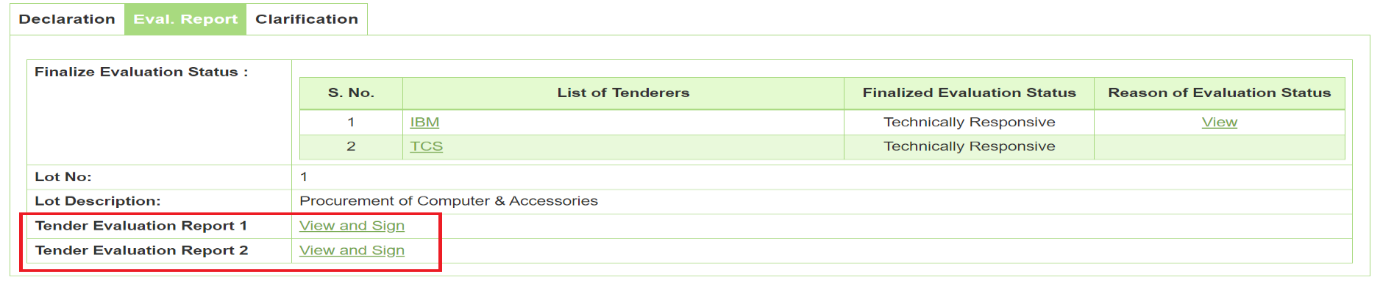 Declaration Eval. Report Clarification
Finalize Evaluation Status :
S. No. List of Tenderers Finalized Evaluation Status Reason of Evaluation Status
1 IBM Technically Responsive View
2 TCS Technically Responsive
Lot No: 1
Lot Description: Procurement of Computer & Accessories
Tender Evaluation Report 1 View and Sign
Tender Evaluation Report 2 View and Sign